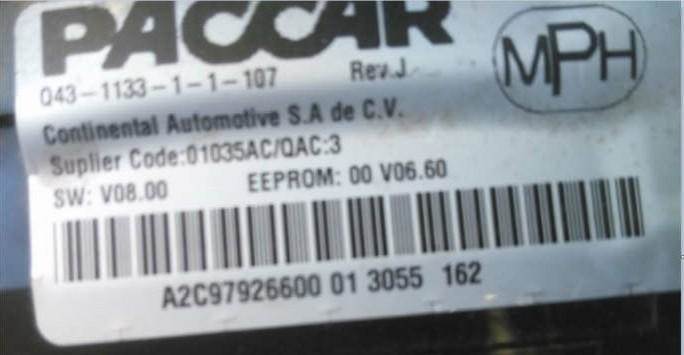 PACCAR
Q43-1133-1-1-107 Rev.J
MPH
Continental Automotive S.A de C.V.
Suplier Code:01035AC/QAC:3
SW: V08.00 EEPROM: 00 V06.60
A2C97926600 01 3055 162